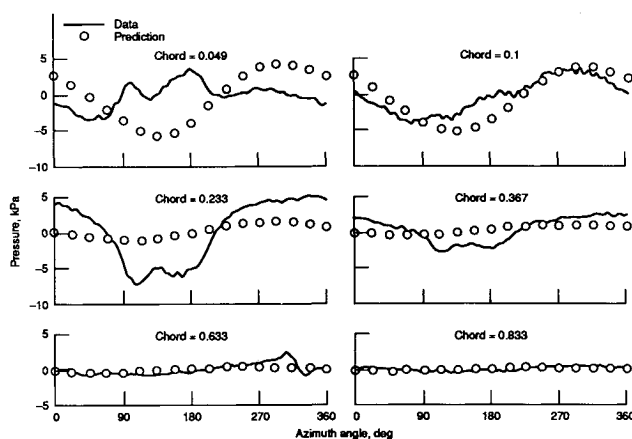 Data
Prediction
Chord = 0.049
Chord = 0.1
5
0
-5
-10
Chord = 0.233
Chord = 0.367
Pressure, kPa
5
0
-5
-10
Chord = 0.633
Chord = 0.833
5
0
-5
0 90 180 270 360
0 90 180 270 360
Azimuth angle, deg